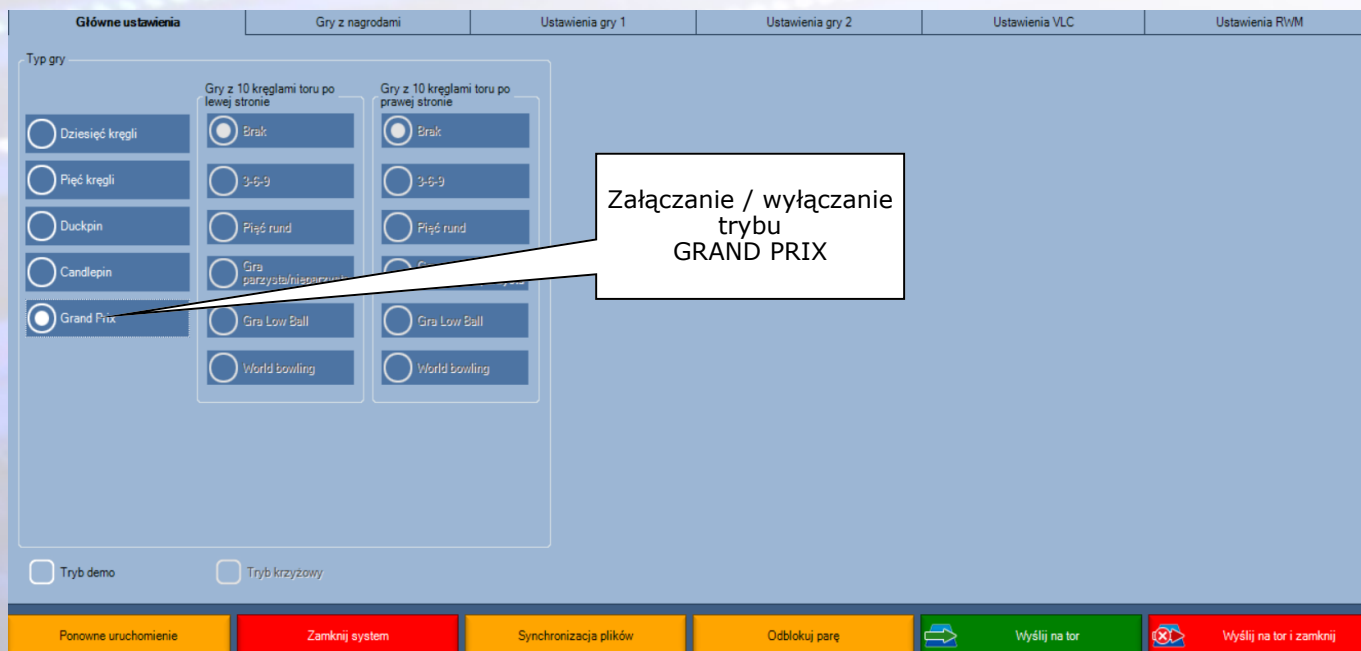 Główne ustawienia
Gry z nagrodami
Ustawienia gry 1
Ustawienia gry 2
Ustawienia VLC
Ustawienia RWM
Typ gry
Gry z 10 kręglami toru po
lewej stronie
Gry z 10 kręglami toru po
prawej stronie
Dziesięć kręgli
Pięć kręgli
Duckpin
Candlepin
Grand Prix
Brak
3-6-9
Pięć rund
Gra
parzysta/nieparzysta
Gra Low Ball
World bowling
Brak
3-6-9
Pięć rund
Gra Low Ball
World bowling
Załączanie / wyłączanie
trybu
GRAND PRIX
Tryb demo
Tryb krzyżowy
Ponowne uruchomienie
Zamknij system
Synchronizacja plików
Odblokuj parę
Wyślij na tor
Wyślij na tor i zamknij